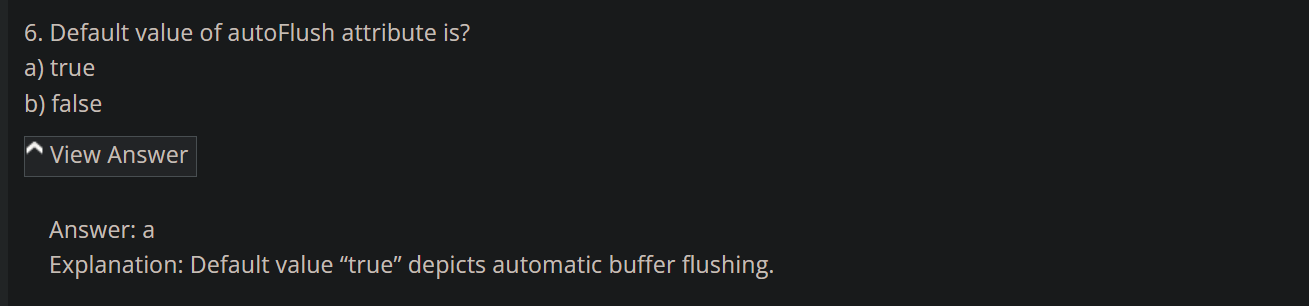 6. Default value of autoFlush attribute is?
a) true
b) false
View Answer
Answer: a
Explanation: Default value “true” depicts automatic buffer flushing.